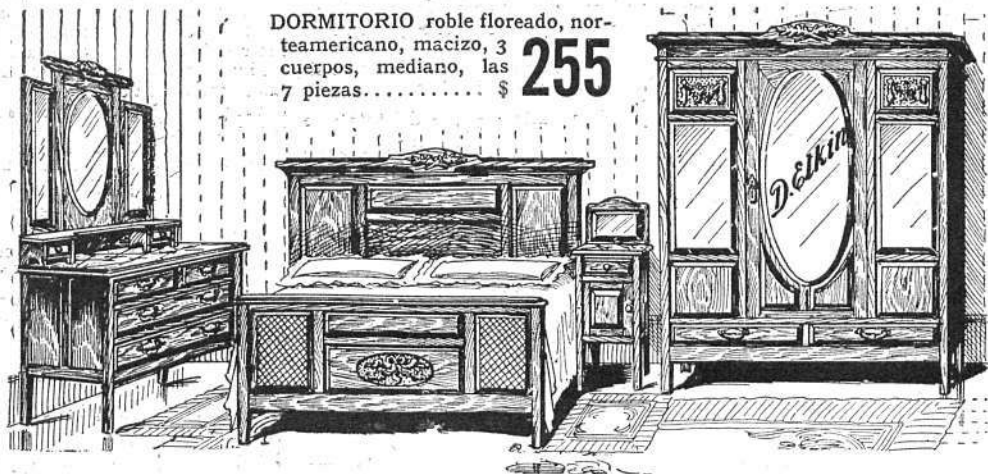 DORMITORIO roble floreado, nor-
teamericano, macizo, 3
cuerpos, mediano, las
7 piezas........... $ 255
D. Elkin